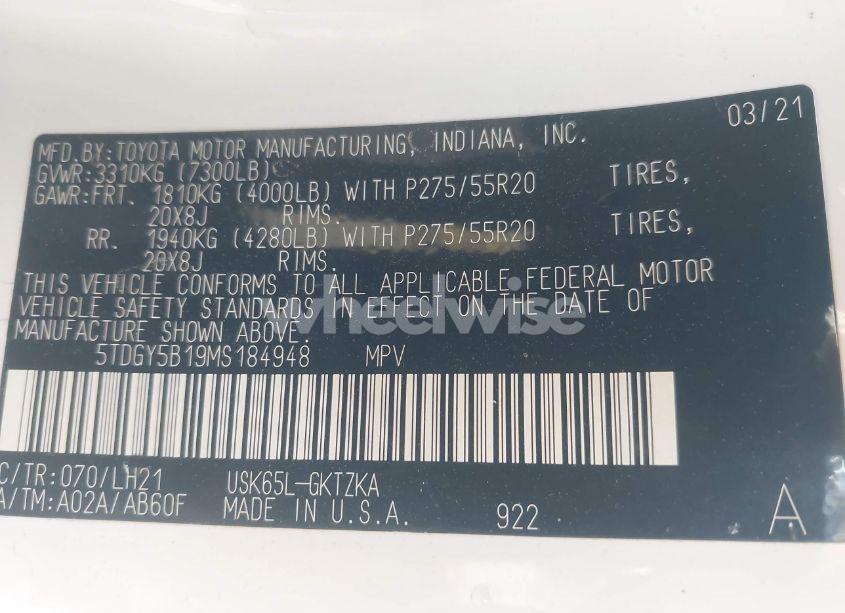 03/21
MFD.BY:TOYOTA MOTOR MANUFACTURING, INDIANA, INC.
GVWR:3310KG (7300LB)
GAWR:FRT. 1810KG (4000LB) WITH P275/55R20 TIRES,
20X8J RIMS.
RR. 1940KG (4280LB) WITH P275/55R20 TIRES,
20X8J RIMS.
THIS VEHICLE CONFORMS TO ALL APPLICABLE FEDERAL MOTOR
VEHICLE SAFETY STANDARDS IN EFFECT ON THE DATE OF
MANUFACTURE SHOWN ABOVE.
wheelwise
5TDGY5B19MS184948 MPV
C/TR:070/LH21 USK65L-GKTZKA
A/TM:A02A/AB60F MADE IN U.S.A. 922 A